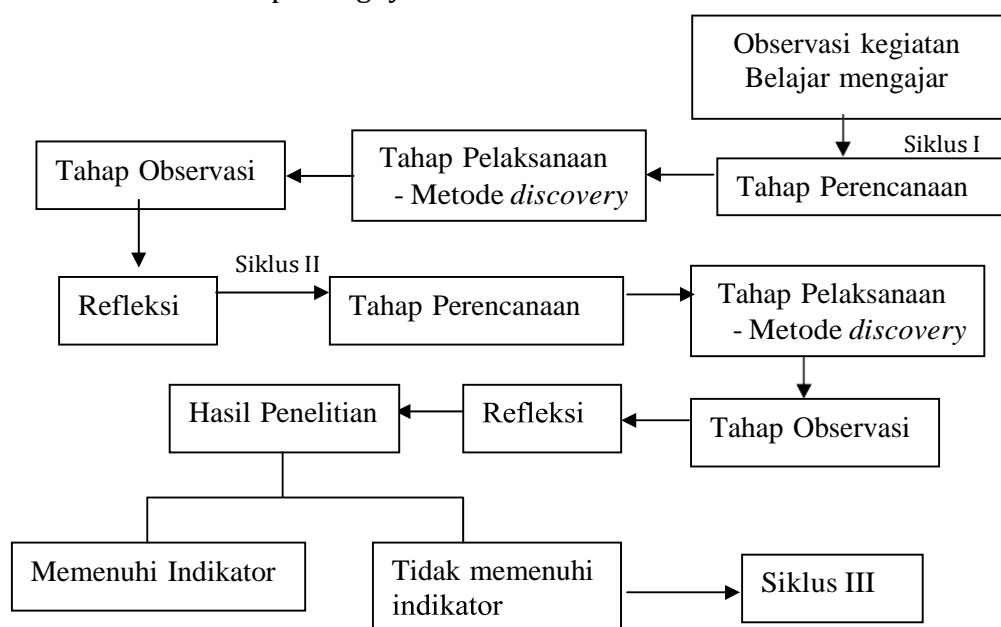 Observasi kegiatan
Belajar mengajar
Siklus I
Tahap Perencanaan
Tahap Pelaksanaan
- Metode discovery
Tahap Observasi
Refleksi
Siklus II
Tahap Perencanaan
Tahap Pelaksanaan
- Metode discovery
Tahap Observasi
Refleksi
Hasil Penelitian
Memenuhi Indikator
Tidak memenuhi
indikator
Siklus III